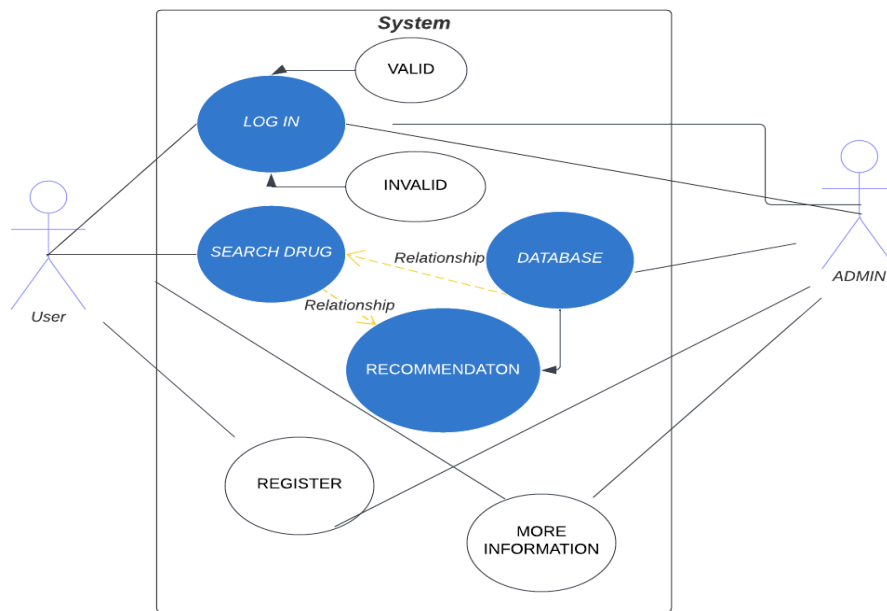 System
VALID
LOG IN
INVALID
SEARCH DRUG
Relationship
DATABASE
ADMIN
Relationship
User
RECOMMENDATON
REGISTER
MORE
INFORMATION